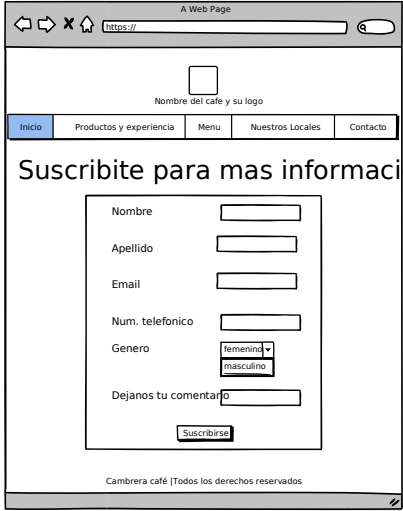 A Web Page
https://
Nombre del cafe y su logo
Inicio Productos y experiencia Menu Nuestros Locales Contacto
Suscribite para mas informaci
Nombre
Apellido
Email
Num. telefonico
Genero femenino
masculino
Dejanos tu comentario
Suscribirse
Cambrera café |Todos los derechos reservados